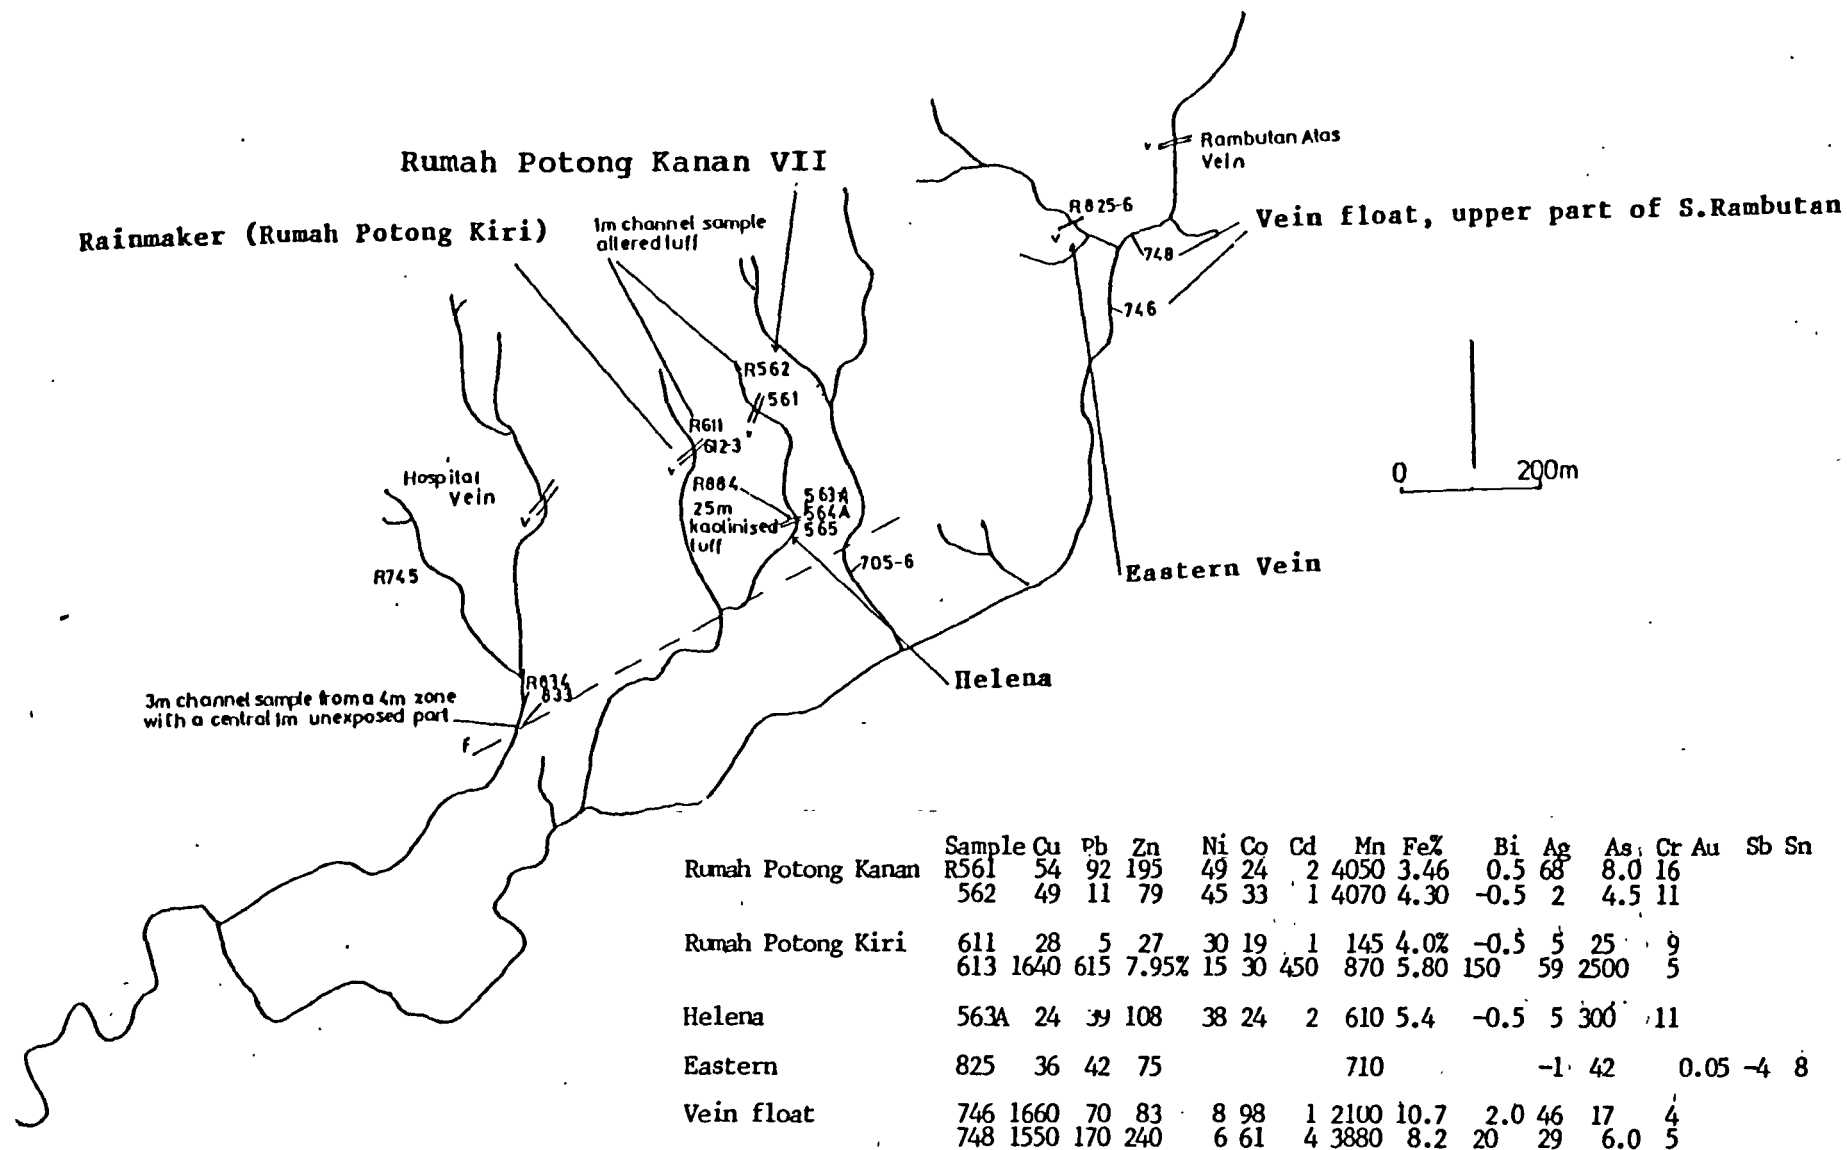 Rambutan Atas
Vein
Rumah Potong Kanan VII
R825-6
Vein float, upper part of S.Rambutan
Rainmaker (Rumah Potong Kiri)
1m channel sample
altered tuff
748
746
R562
561
R611
612-3
0 200m
Hospital
Vein
R884
25m
kaolinised
tuff
563A
564A
565
705-6
R745
Eastern Vein
Helena
R834
833
3m channel sample from a 4m zone
with a central 1m unexposed part
F
Sample Cu Pb Zn Ni Co Cd Mn Fe% Bi Ag As Cr Au Sb Sn
Rumah Potong Kanan R561 54 92 195 49 24 2 4050 3.46 0.5 68 8.0 16
562 49 11 79 45 33 1 4070 4.30 -0.5 2 4.5 11
Rumah Potong Kiri 611 28 5 27 30 19 1 145 4.0% -0.5 5 25 9
613 1640 615 7.95% 15 30 450 870 5.80 150 59 2500 5
Helena 563A 24 39 108 38 24 2 610 5.4 -0.5 5 300 11
Eastern 825 36 42 75 710 -1 42 0.05 -4 8
Vein float 746 1660 70 83 8 98 1 2100 10.7 2.0 46 17 4
748 1550 170 240 6 61 4 3880 8.2 20 29 6.0 5